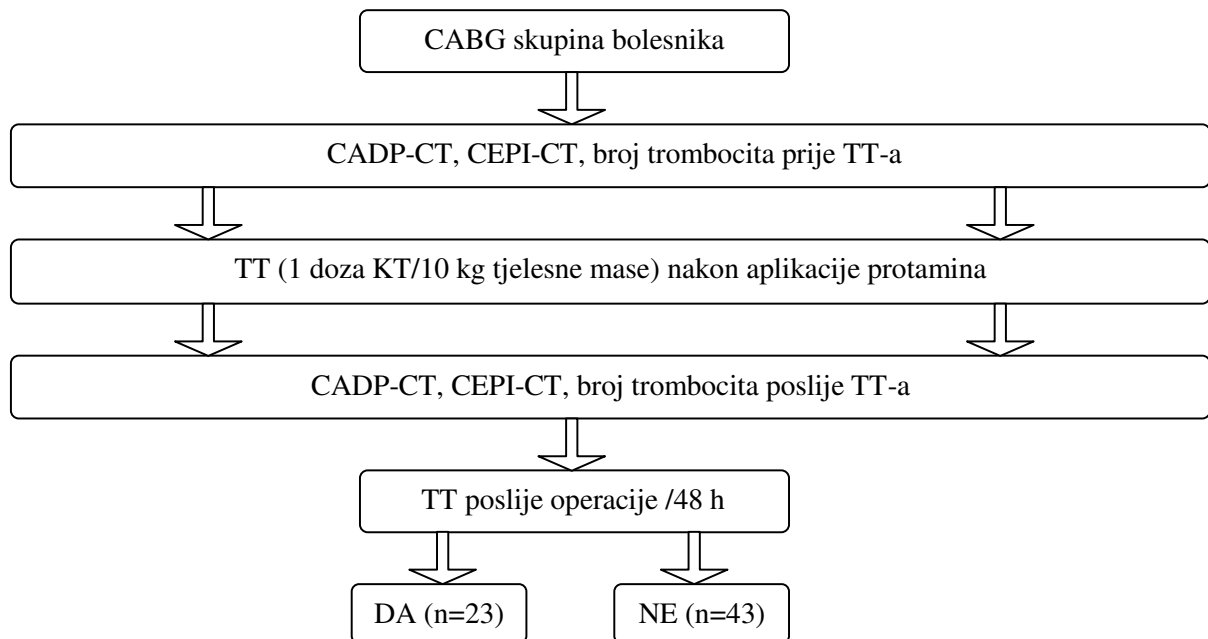 CABG skupina bolesnika
CADP-CT, CEPI-CT, broj trombocita prije TT-a
TT (1 doza KT/10 kg tjelesne mase) nakon aplikacije protamina
CADP-CT, CEPI-CT, broj trombocita poslije TT-a
TT poslije operacije /48 h
DA (n=23)
NE (n=43)